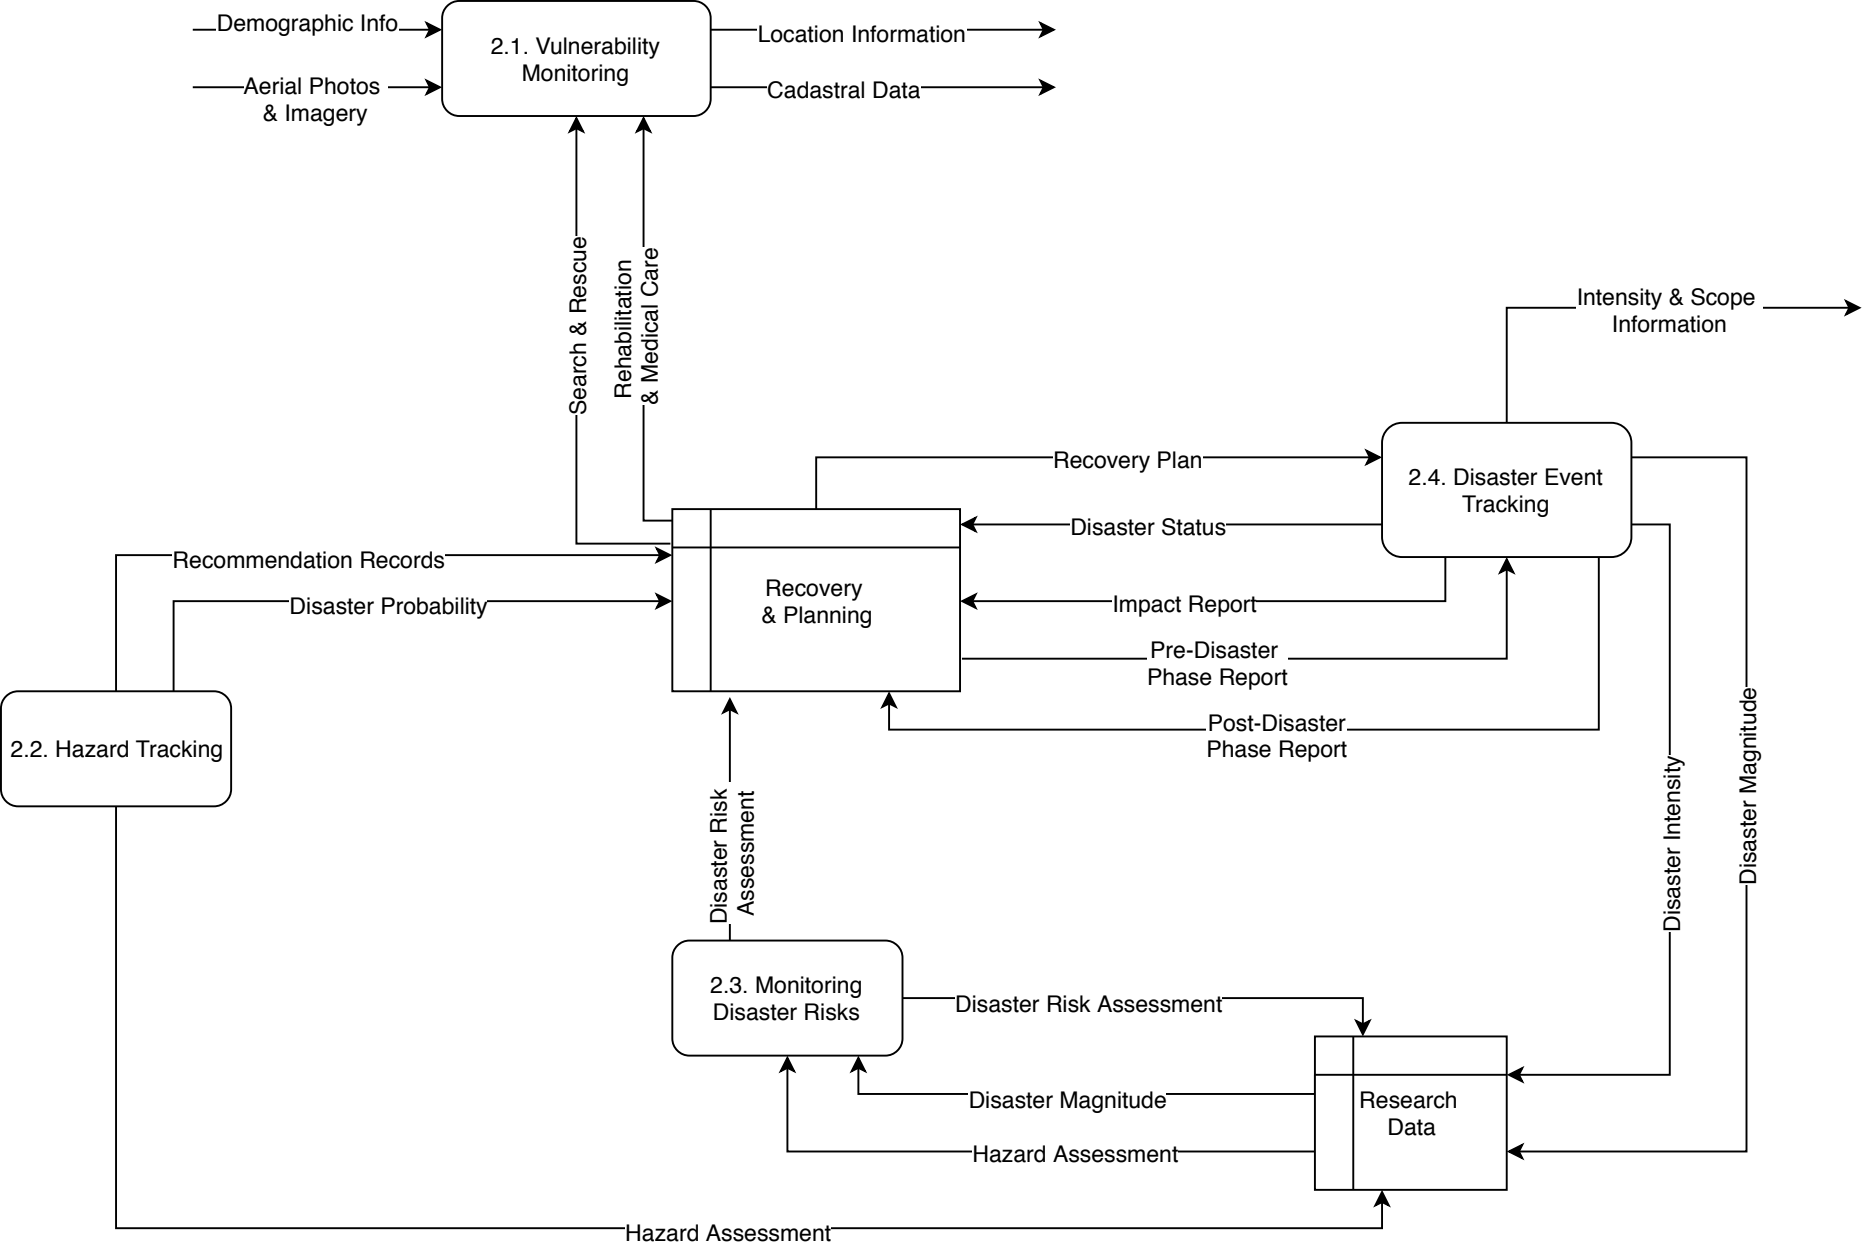 Demographic Info
2.1. Vulnerability
Monitoring
Location Information
Aerial Photos
& Imagery
Cadastral Data
Search & Rescue
Rehabilitation
& Medical Care
Intensity & Scope
Information
Recovery Plan
2.4. Disaster Event
Tracking
Disaster Status
Recommendation Records
Disaster Probability
Recovery
& Planning
Impact Report
Pre-Disaster
Phase Report
Post-Disaster
Phase Report
2.2. Hazard Tracking
Disaster Risk
Assessment
Disaster Intensity
Disaster Magnitude
2.3. Monitoring
Disaster Risks
Disaster Risk Assessment
Disaster Magnitude
Research
Data
Hazard Assessment
Hazard Assessment